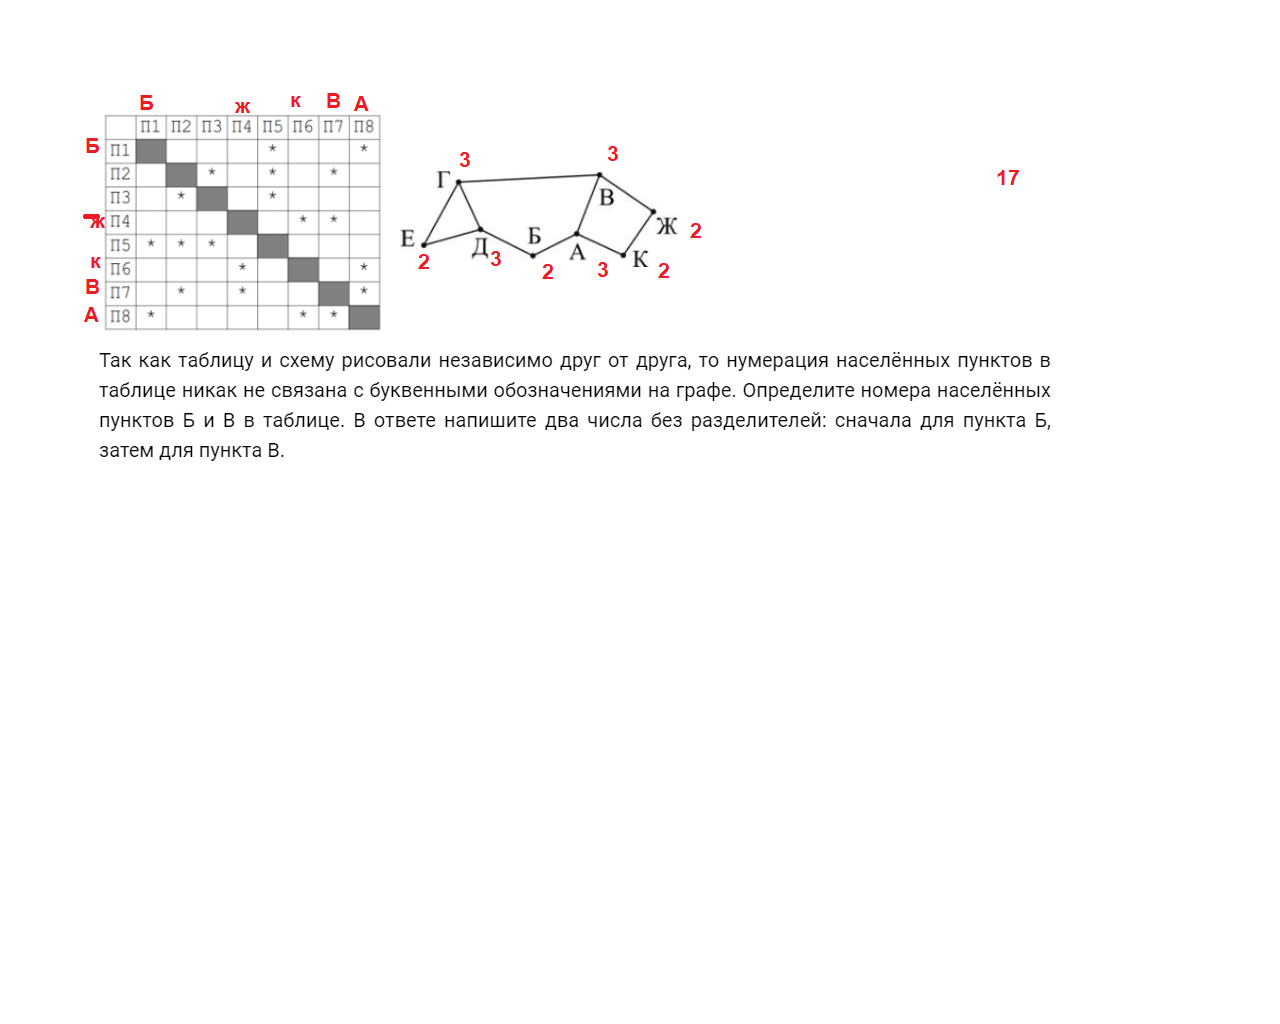 Б ж к В А
П1 П2 П3 П4 П5 П6 П7 П8
Б П1 * *
П2 * * *
П3 * *
ж П4 * *
П5 * * *
к П6 * *
В П7 * * *
А П8 * * *
3 3
Г В
Ж 2
Е Д 3 Б А К
2 2 3 2
17
Так как таблицу и схему рисовали независимо друг от друга, то нумерация населённых пунктов в
таблице никак не связана с буквенными обозначениями на графе. Определите номера населённых
пунктов Б и В в таблице. В ответе напишите два числа без разделителей: сначала для пункта Б,
затем для пункта В.